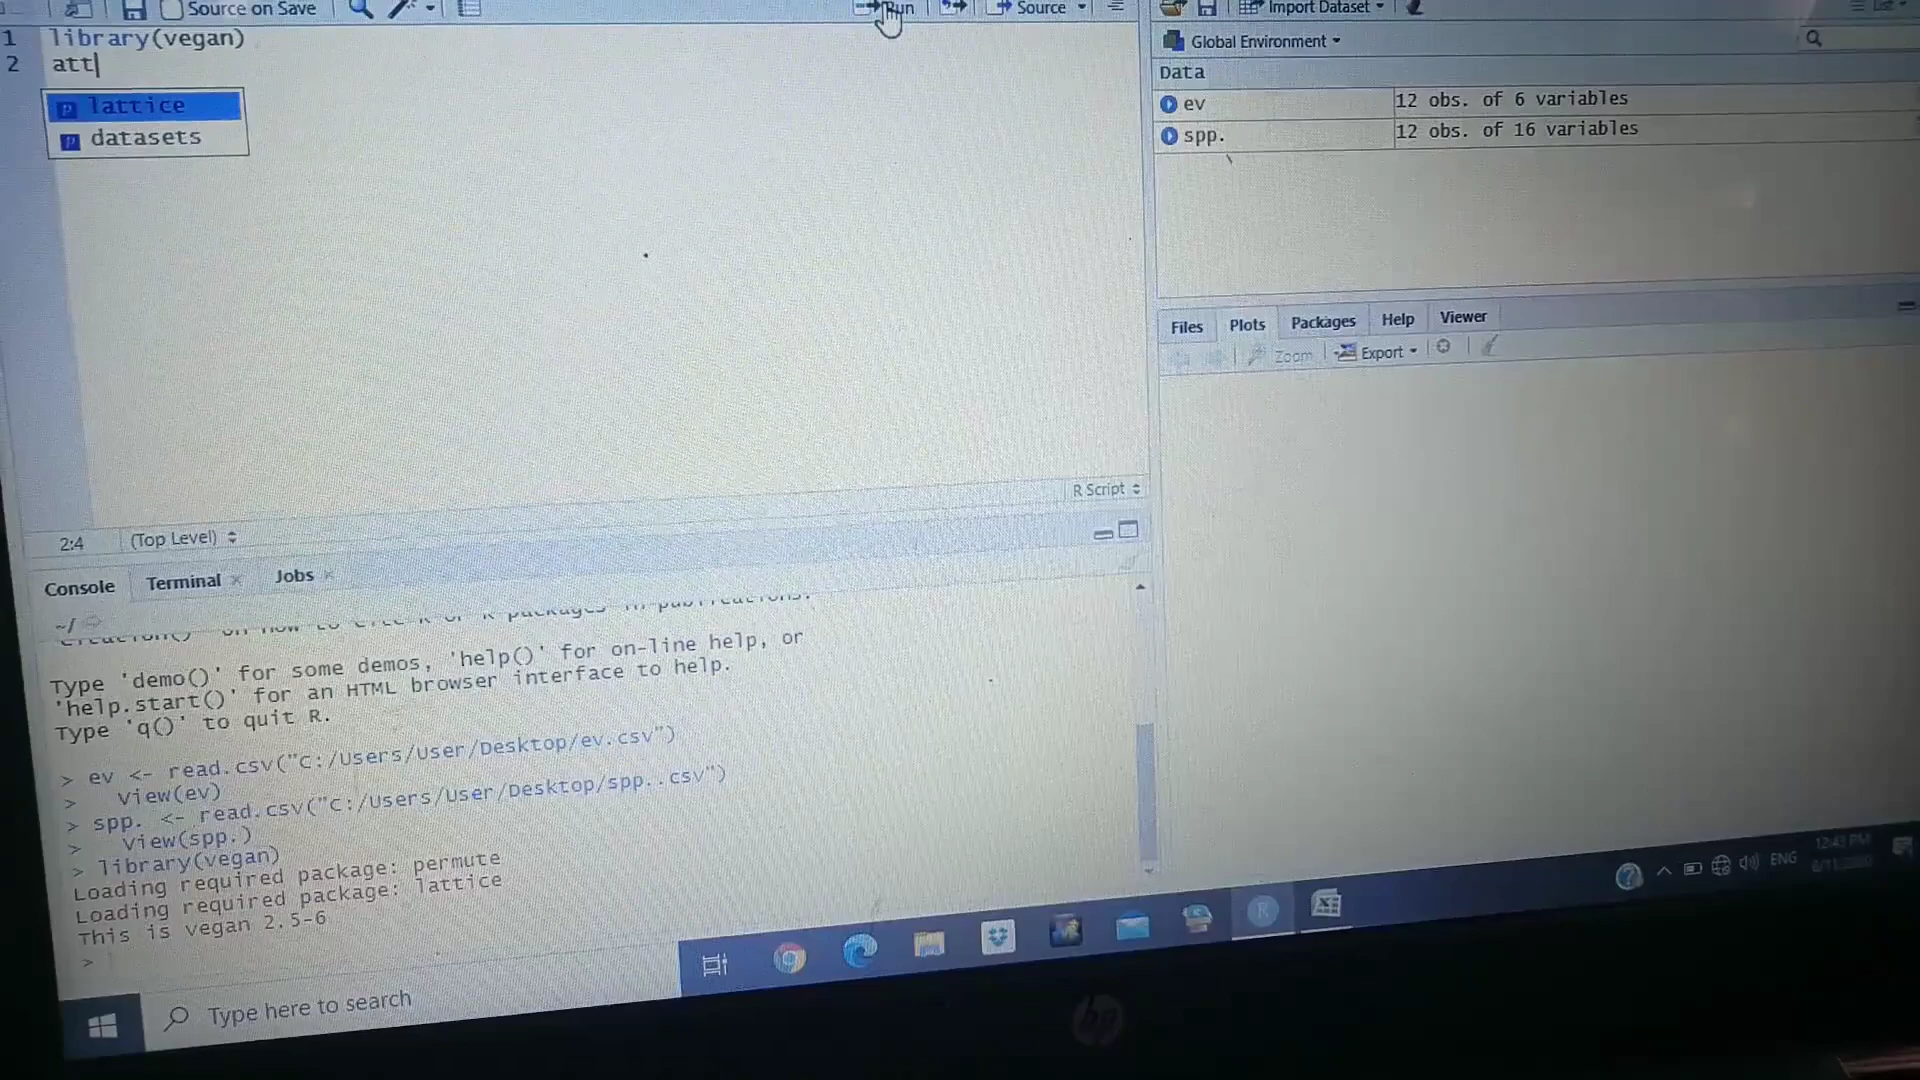 Source on Save
Run
Source
Import Dataset
List
1 library(vegan)
2 att
lattice
datasets
Global Environment
Data
ev 12 obs. of 6 variables
spp. 12 obs. of 16 variables
Files Plots Packages Help Viewer
Zoom Export
R Script
2:4 (Top Level)
Console Terminal Jobs
~/
Type 'demo()' for some demos, 'help()' for on-line help, or
'help.start()' for an HTML browser interface to help.
Type 'q()' to quit R.
> ev <- read.csv("C:/Users/User/Desktop/ev.csv")
> View(ev)
> spp. <- read.csv("C:/Users/User/Desktop/spp..csv")
> View(spp.)
> library(vegan)
Loading required package: permute
Loading required package: lattice
This is vegan 2.5-6
>
Type here to search
ENG
12:43 PM
hp